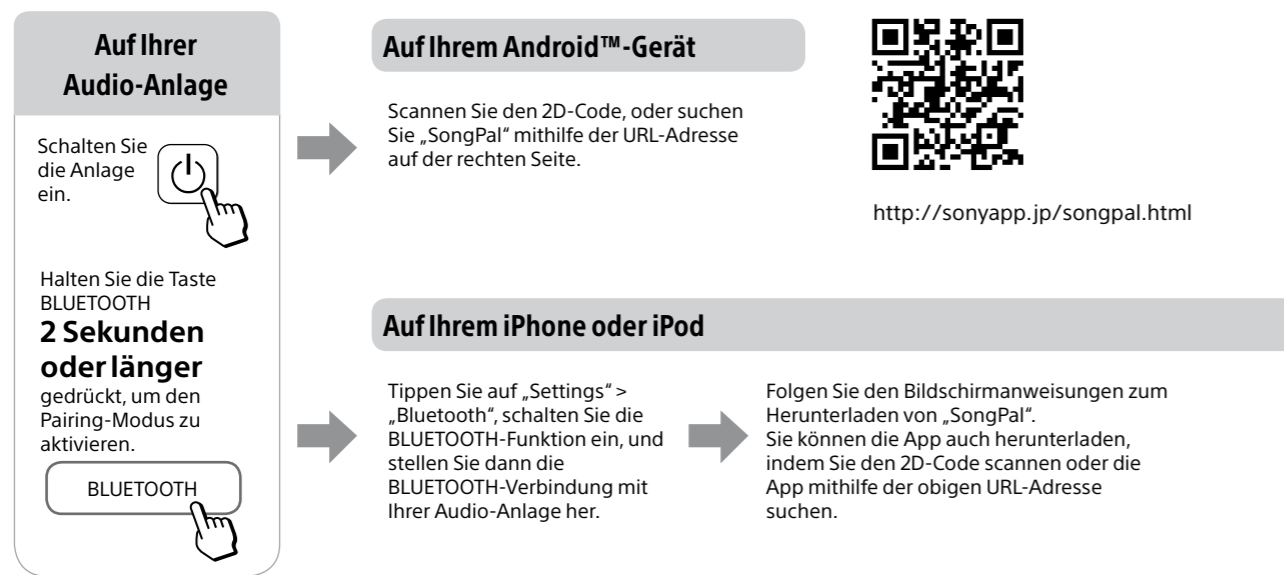 Auf Ihrer
Audio-Anlage
Schalten Sie
die Anlage
ein.
Halten Sie die Taste
BLUETOOTH
2 Sekunden
oder länger
gedrückt, um den
Pairing-Modus zu
aktivieren.
BLUETOOTH
Auf Ihrem Android™-Gerät
Scannen Sie den 2D-Code, oder suchen
Sie „SongPal“ mithilfe der URL-Adresse
auf der rechten Seite.
http://sonyapp.jp/songpal.html
Auf Ihrem iPhone oder iPod
Tippen Sie auf „Settings“ >
„Bluetooth“, schalten Sie die
BLUETOOTH-Funktion ein, und
stellen Sie dann die
BLUETOOTH-Verbindung mit
Ihrer Audio-Anlage her.
Folgen Sie den Bildschirmanweisungen zum
Herunterladen von „SongPal“.
Sie können die App auch herunterladen,
indem Sie den 2D-Code scannen oder die
App mithilfe der obigen URL-Adresse
suchen.